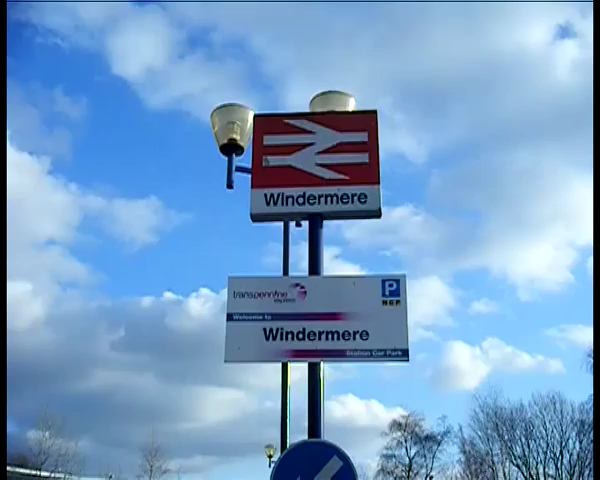 Windermere
transpennine
express
P
NCP
Welcome to
Windermere
Station Car Park